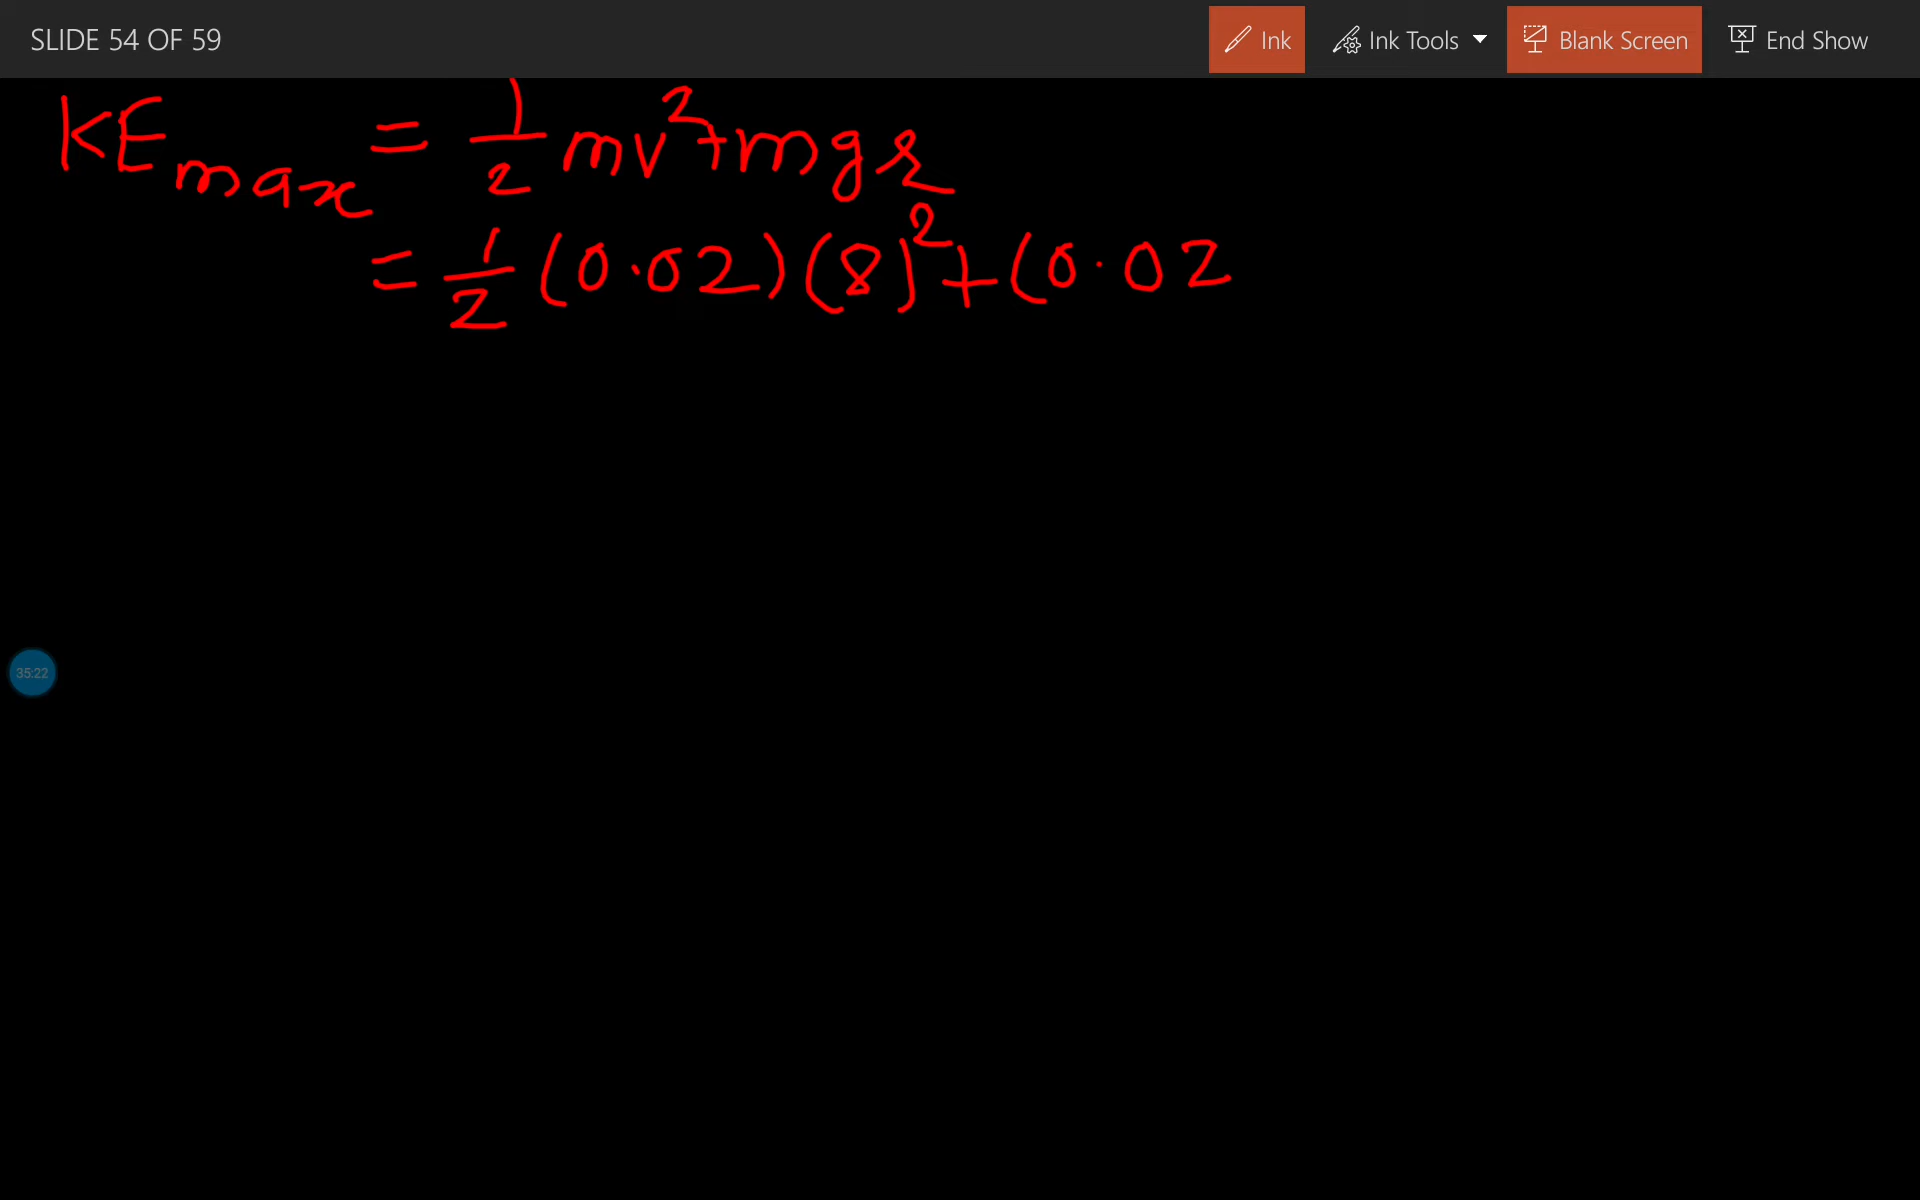 SLIDE 54 OF 59 Ink Ink Tools Blank Screen End Show
KEmax = 1/2 mv²+mgr
= 1/2 (0.02)(8)²+(0.02
35:22